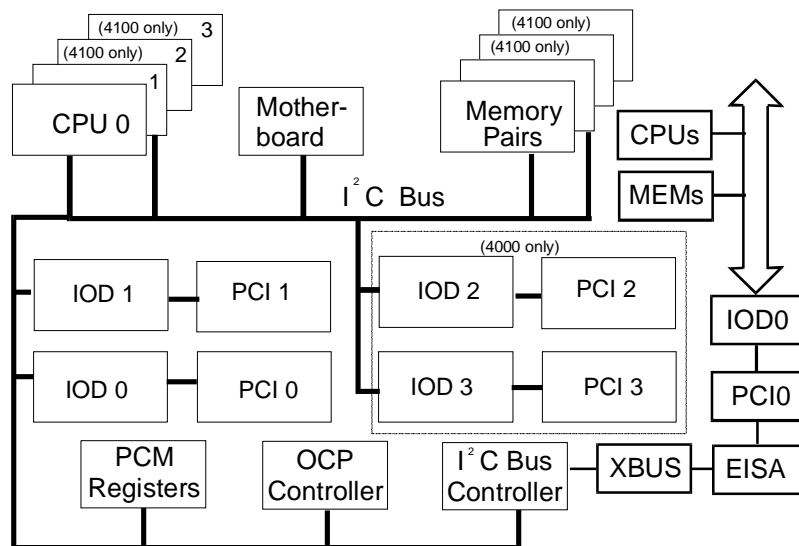 (4100 only) 3
(4100 only) 2
1
CPU 0
Mother-
board
(4100 only)
(4100 only)
Memory
Pairs
CPUs
MEMs
I²C Bus
(4000 only)
IOD 1
PCI 1
IOD 2
PCI 2
IOD0
IOD 0
PCI 0
IOD 3
PCI 3
PCI0
PCM
Registers
OCP
Controller
I²C Bus
Controller
XBUS
EISA